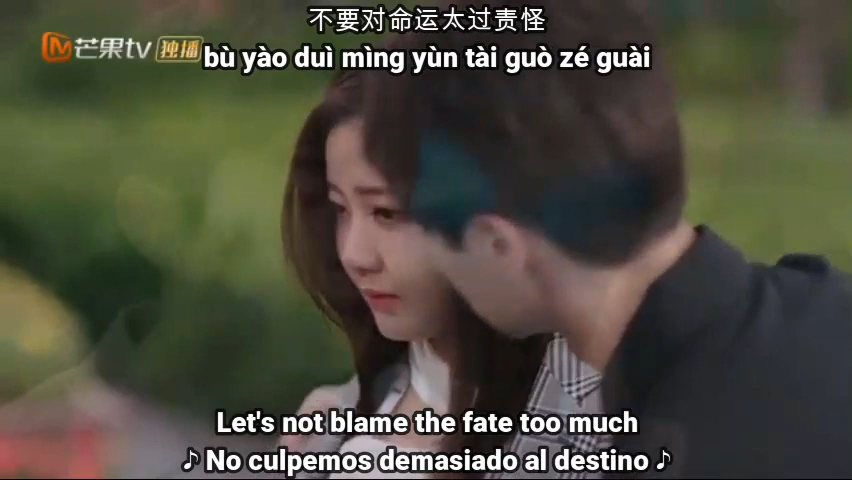 不要对命运太过责怪
芒果tv 独播
bù yào duì mìng yùn tài guò zé guài
Let's not blame the fate too much
♪ No culpemos demasiado al destino ♪